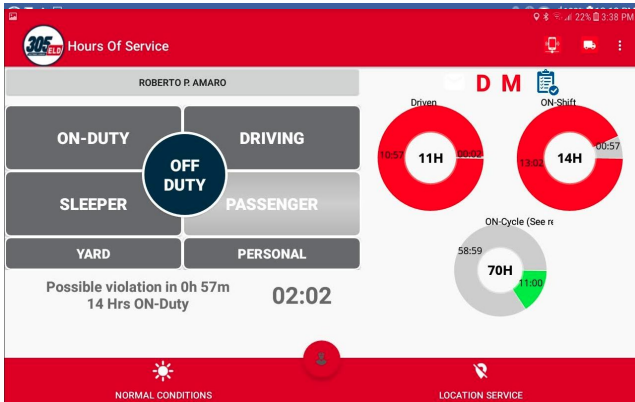 22% 3:38 PM
305 ELD
Hours Of Service
ROBERTO P. AMARO
D M
ON-DUTY
DRIVING
OFF
DUTY
SLEEPER
PASSENGER
YARD
PERSONAL
Possible violation in 0h 57m
14 Hrs ON-Duty
02:02
Driven
10:57
11H
00:02
ON-Shift
13:02
14H
00:57
ON-Cycle (See re
58:59
70H
11:00
NORMAL CONDITIONS
LOCATION SERVICE